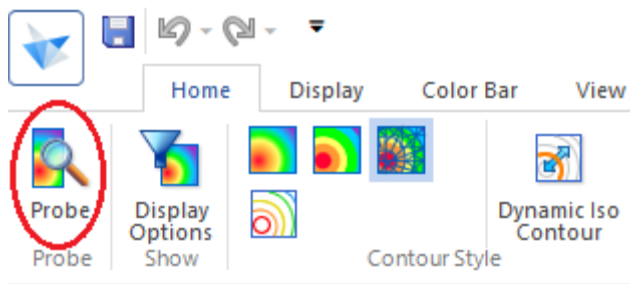 Home Display Color Bar View
Probe Display Options Dynamic Iso Contour
Probe Show Contour Style